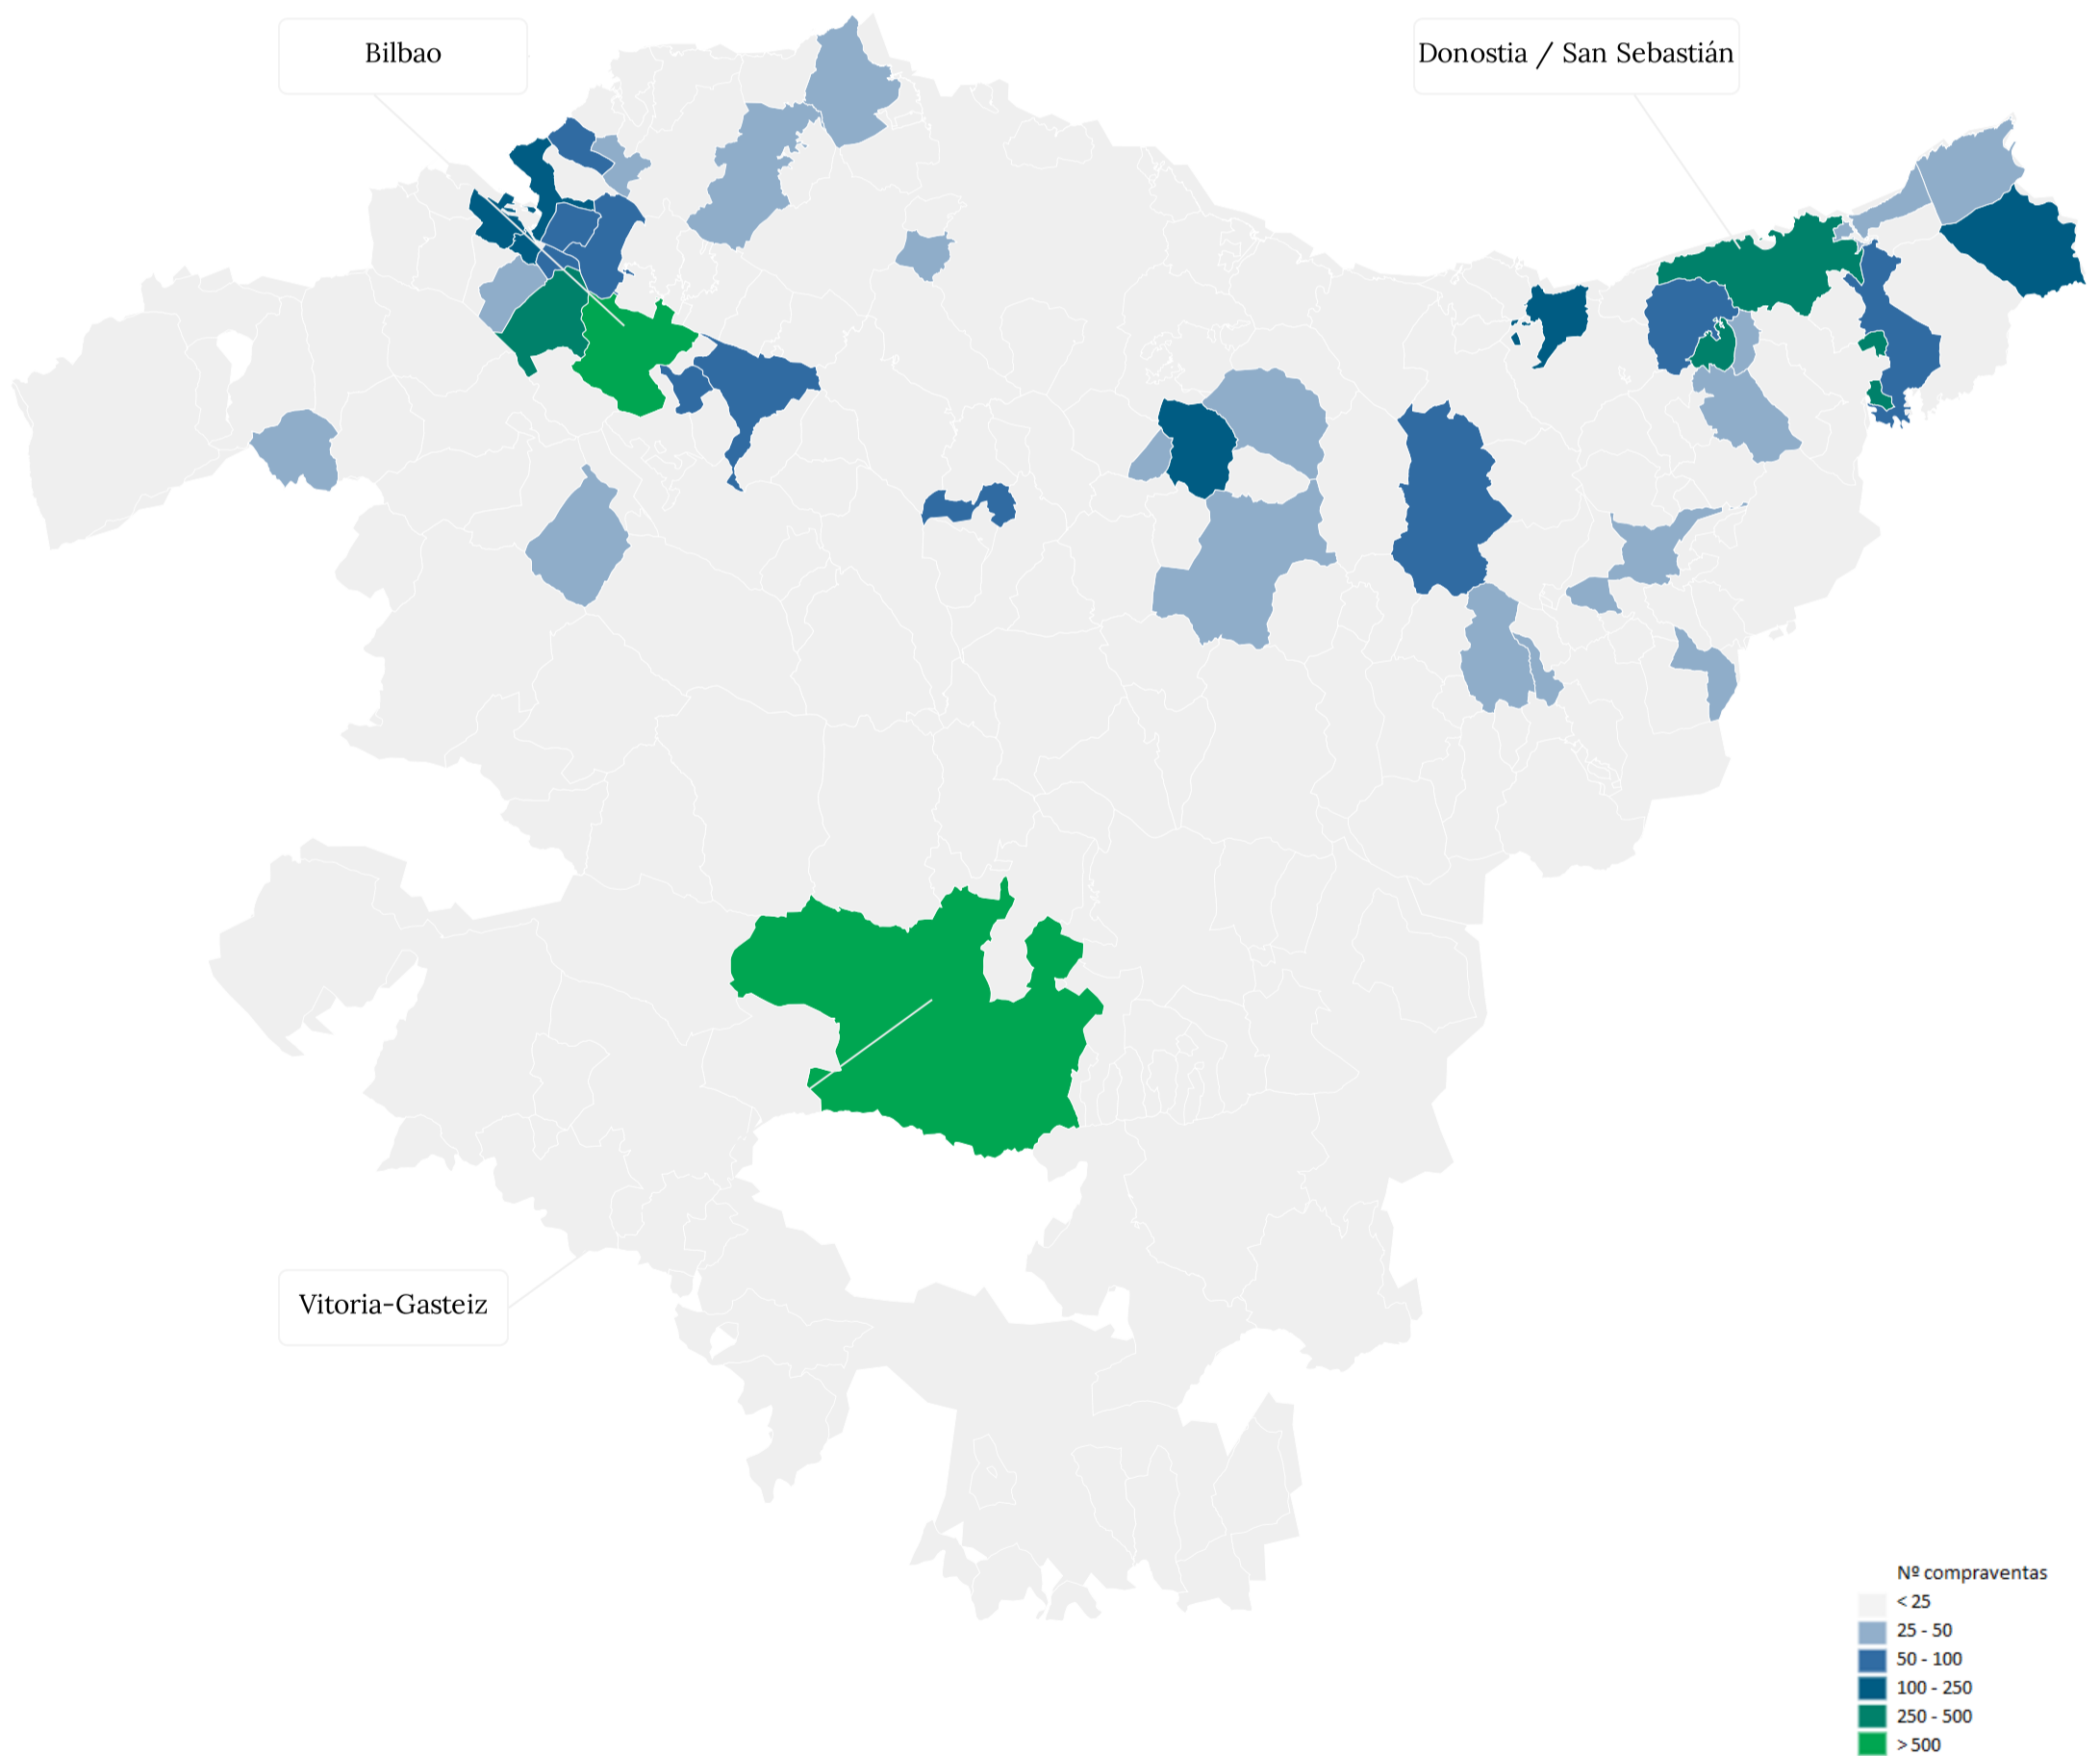 Bilbao
Donostia / San Sebastián
Vitoria-Gasteiz
Nº compraventas
< 25
25 - 50
50 - 100
100 - 250
250 - 500
> 500